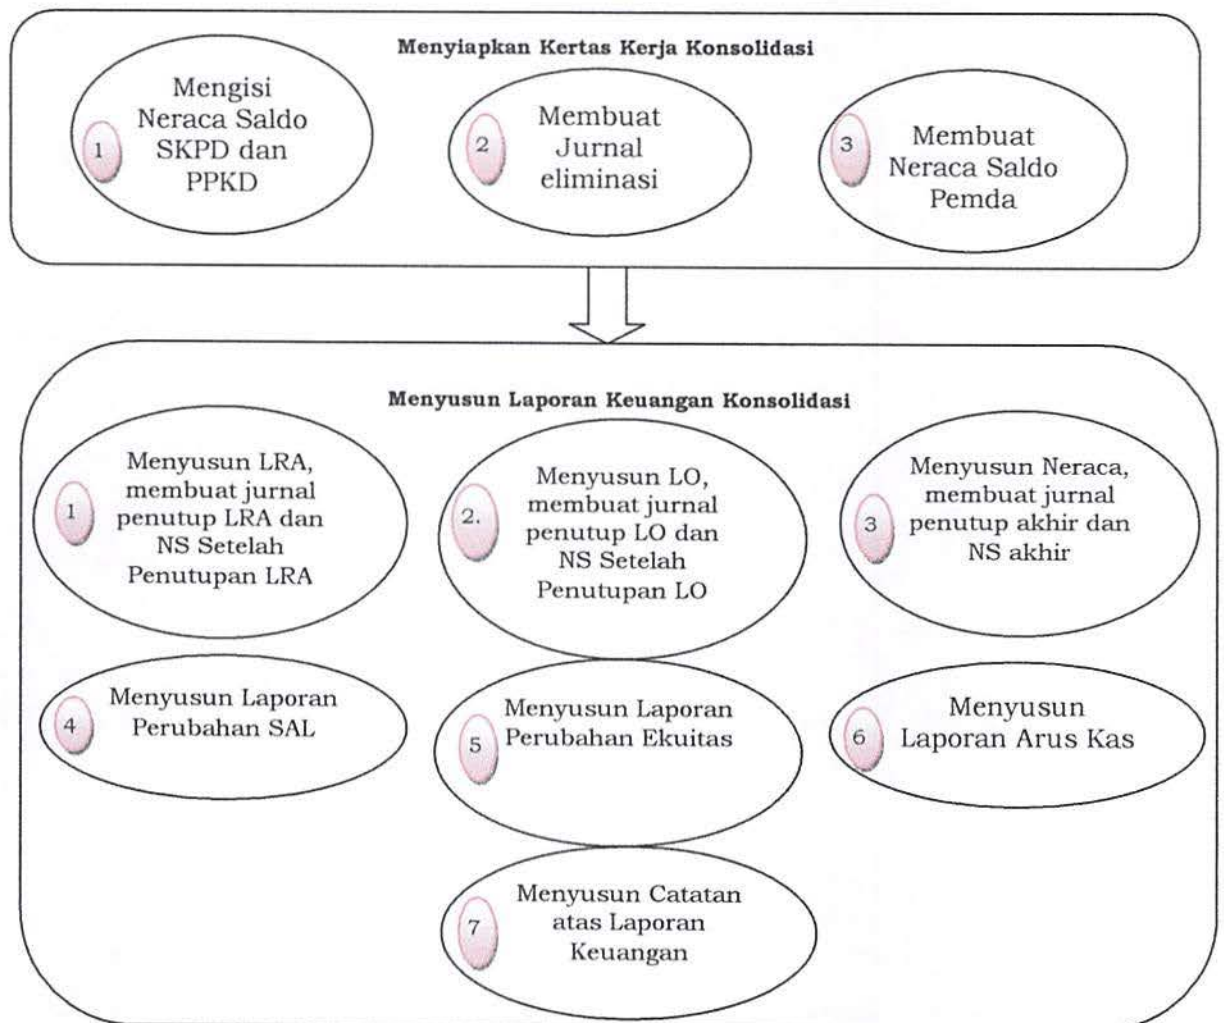 Menyiapkan Kertas Kerja Konsolidasi
1
Mengisi
Neraca Saldo
SKPD dan
PPKD
2
Membuat
Jurnal
eliminasi
3
Membuat
Neraca Saldo
Pemda
Menyusun Laporan Keuangan Konsolidasi
1
Menyusun LRA,
membuat jurnal
penutup LRA dan
NS Setelah
Penutupan LRA
2.
Menyusun LO,
membuat jurnal
penutup LO dan
NS Setelah
Penutupan LO
3
Menyusun Neraca,
membuat jurnal
penutup akhir dan
NS akhir
4
Menyusun Laporan
Perubahan SAL
5
Menyusun Laporan
Perubahan Ekuitas
6
Menyusun
Laporan Arus Kas
7
Menyusun Catatan
atas Laporan
Keuangan